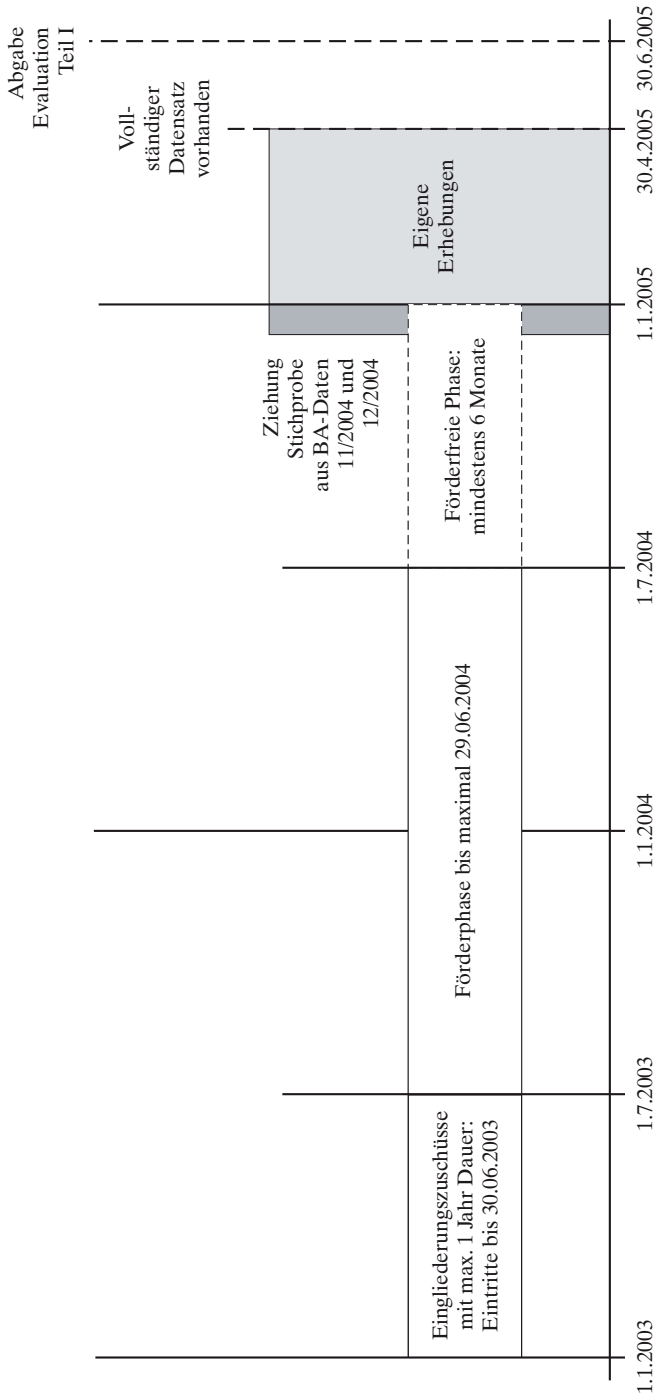 Abgabe
Evaluation
Teil I
Voll-
ständiger
Datensatz
vorhanden
Ziehung
Stichprobe
aus BA-Daten
11/2004 und
12/2004
Eigene
Erhebungen
Eingliederungszuschüsse
mit max. 1 Jahr Dauer:
Eintritte bis 30.06.2003
Förderphase bis maximal 29.06.2004
Förderfreie Phase:
mindestens 6 Monate
1.1.2003
1.7.2003
1.1.2004
1.7.2004
1.1.2005
30.4.2005
30.6.2005